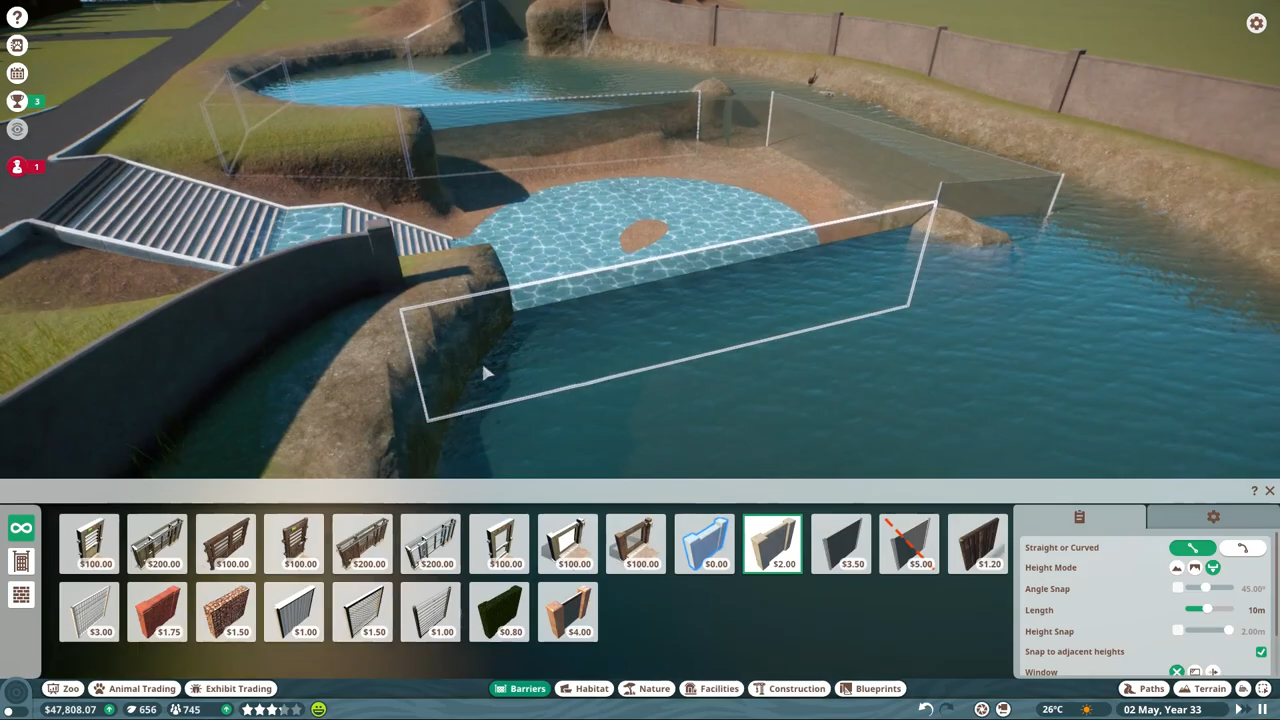 ?
3
1
?
$100.00
$200.00
$100.00
$100.00
$200.00
$200.00
$100.00
$100.00
$100.00
$0.00
$2.00
$3.50
$5.00
$1.20
$3.00
$1.75
$1.50
$1.00
$1.50
$1.00
$0.80
$4.00
Straight or Curved
Height Mode
Angle Snap 45.00°
Length 10m
Height Snap 2.00m
Snap to adjacent heights
Window
Zoo
Animal Trading
Exhibit Trading
Barriers
Habitat
Nature
Facilities
Construction
Blueprints
Paths
Terrain
$47,808.07
656
745
26°C
02 May, Year 33